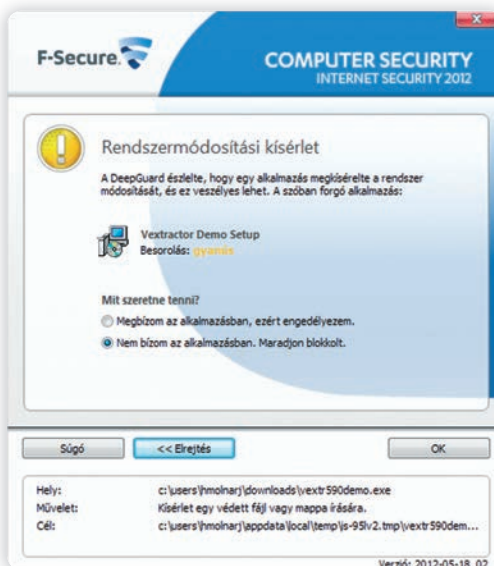 F-Secure.
COMPUTER SECURITY
INTERNET SECURITY 2012
Rendszermódosítási kísérlet
A DeepGuard észlelte, hogy egy alkalmazás megkísérelte a rendszer
módosítását, és ez veszélyes lehet. A szóban forgó alkalmazás:
Vextractor Demo Setup
Besorolás: gyanús
Mit szeretne tenni?
Megbízom az alkalmazásban, ezért engedélyezem.
Nem bízom az alkalmazásban. Maradjon blokkolt.
Súgó
<< Elrejtés
OK
Hely: c:\users\hmolnarj\downloads\vextr590demo.exe
Művelet: Kísérlet egy védett fájl vagy mappa írására.
Cél: c:\users\hmolnarj\appdata\local\temp\is-95lv2.tmp\vextr590dem...
Verzió: 2012-05-18_02